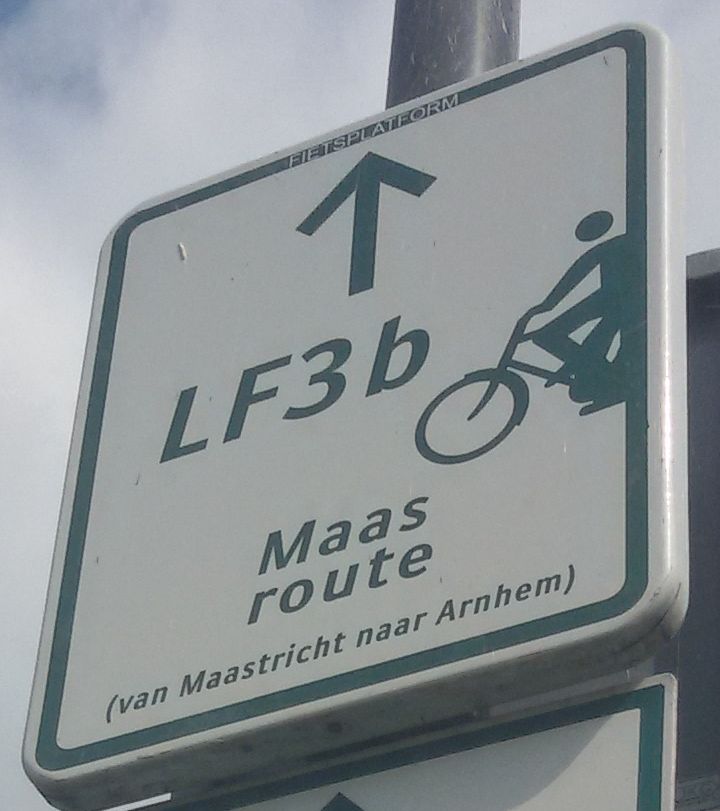 FIETSPLATFORM
LF3b
Maas
route
(van Maastricht naar Arnhem)